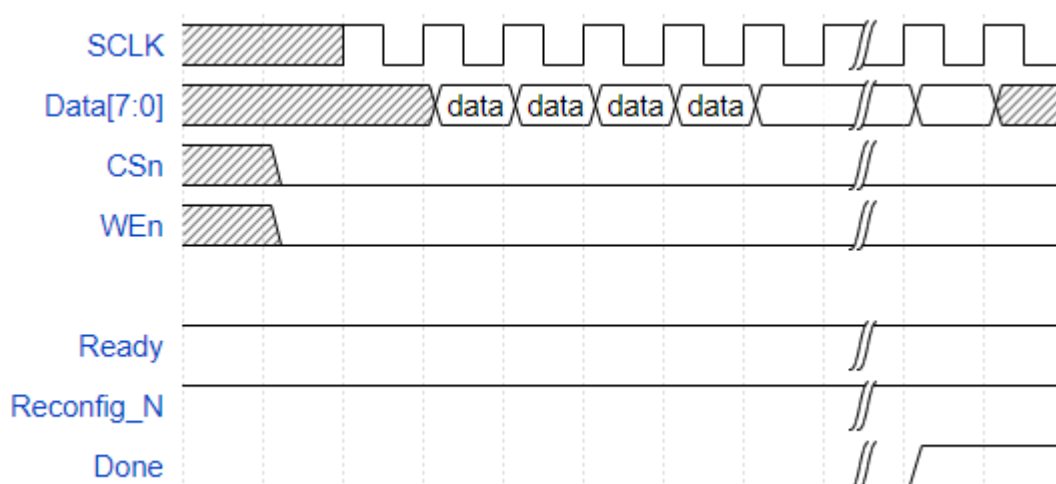 SCLK
Data[7:0] data data data data
CSn
WEn
Ready
Reconfig_N
Done